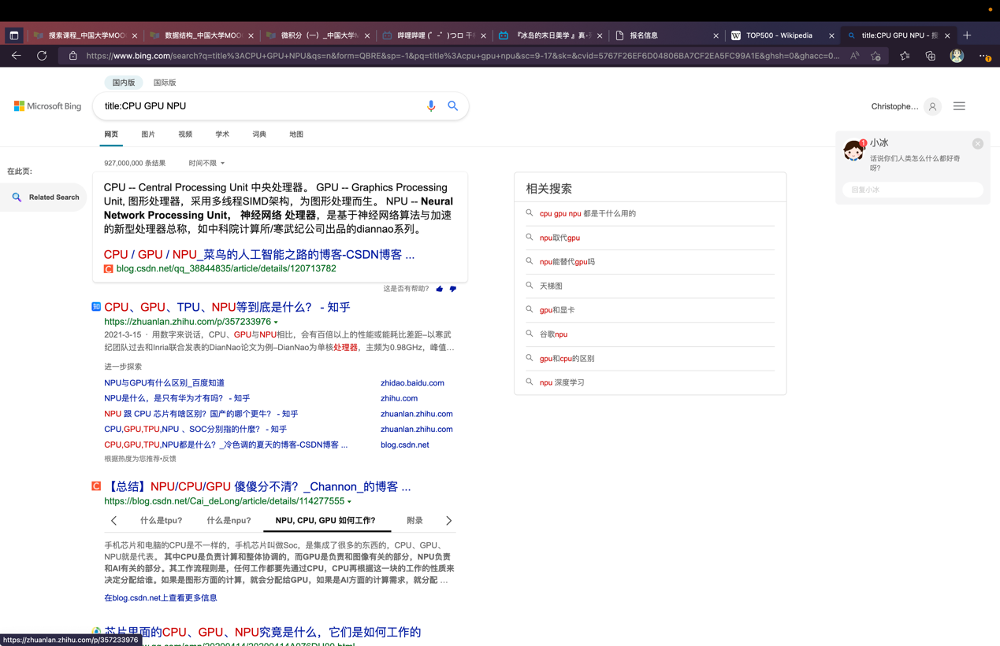 搜索课程_中国大学MOO
数据结构_中国大学MOO
微积分（一）_中国大学M
哔哩哔哩 (゜-゜)つロ 干
『冰岛的末日美学 』真·
报名信息
TOP500 - Wikipedia
title:CPU GPU NPU -
https://www.bing.com/search?q=title%3ACPU+GPU+NPU&qs=n&form=QBRE&sp=-1&pq=title%3Acpu+gpu+npu&sc=9-17&sk=&cvid=5767F26EF6D04806BA7CF2EA5FC99A1E&ghsh=0&ghacc=0...
国内版 国际版
Microsoft Bing
title:CPU GPU NPU
Christophe...
网页 图片 视频 学术 词典 地图
927,000,000 条结果 时间不限
在此页:
Related Search
CPU -- Central Processing Unit 中央处理器。 GPU -- Graphics Processing
Unit, 图形处理器，采用多线程SIMD架构，为图形处理而生。 NPU -- Neural
Network Processing Unit， 神经网络 处理器，是基于神经网络算法与加速
的新型处理器总称，如中科院计算所/寒武纪公司出品的diannao系列。
CPU / GPU / NPU_菜鸟的人工智能之路的博客-CSDN博客 ...
blog.csdn.net/qq_38844835/article/details/120713782
这是否有帮助?
CPU、GPU、TPU、NPU等到底是什么？ - 知乎
https://zhuanlan.zhihu.com/p/357233976
2021-3-15 · 用数字来说话，CPU、GPU与NPU相比，会有百倍以上的性能或能耗比差距–以寒武
纪团队过去和Inria联合发表的DianNao论文为例–DianNao为单核处理器，主频为0.98GHz，峰值...
进一步探索
NPU与GPU有什么区别_百度知道 zhidao.baidu.com
NPU是什么，是只有华为才有吗？ - 知乎 zhihu.com
NPU 跟 CPU 芯片有啥区别？国产的哪个更牛？ - 知乎 zhuanlan.zhihu.com
CPU,GPU,TPU,NPU 、SOC分别指的什麼？ - 知乎 zhuanlan.zhihu.com
CPU,GPU,TPU,NPU都是什么？_冷色调的夏天的博客-CSDN博客 ... blog.csdn.net
根据热度为您推荐•反馈
【总结】NPU/CPU/GPU 傻傻分不清？_Channon_的博客 ...
https://blog.csdn.net/Cai_deLong/article/details/114277555
什么是tpu? 什么是npu? NPU, CPU, GPU 如何工作? 附录
手机芯片和电脑的CPU是不一样的，手机芯片叫做Soc，是集成了很多的东西的，CPU、GPU、
NPU就是代表。 其中CPU是负责计算和整体协调的，而GPU是负责和图像有关的部分，NPU负责
和AI有关的部分。其工作流程则是，任何工作都要先通过CPU，CPU再根据这一块的工作的性质来
决定分配给谁。如果是图形方面的计算，就会分配给GPU，如果是AI方面的计算需求，就分配 ...
在blog.csdn.net上查看更多信息
芯片里面的CPU、GPU、NPU究竟是什么，它们是如何工作的
https://zhuanlan.zhihu.com/p/357233976
相关搜索
cpu gpu npu 都是干什么用的
npu取代gpu
npu能替代gpu吗
天梯图
gpu和显卡
谷歌npu
gpu和cpu的区别
npu 深度学习
1
小冰
话说你们人类怎么什么都好奇
呀?
回复小冰